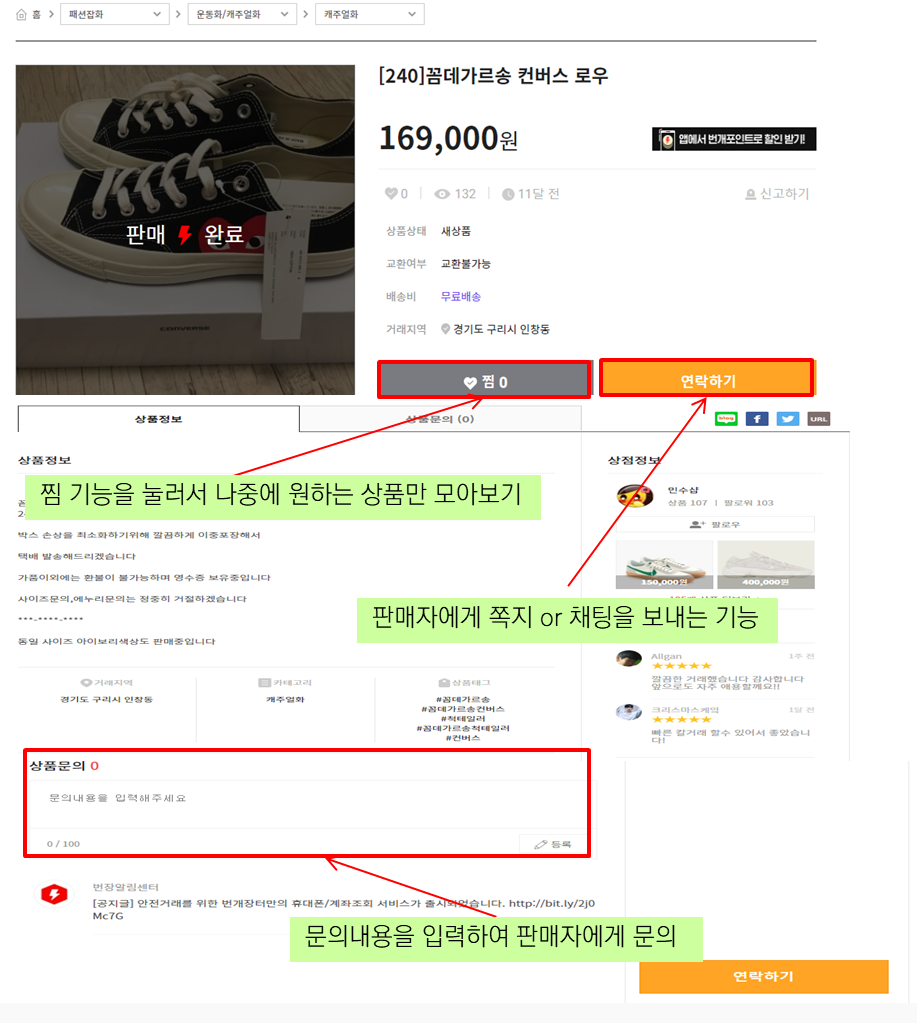 홈 > 패션잡화 > 운동화/캐주얼화 > 캐주얼화
[240]꼼데가르송 컨버스 로우
169,000원
앱에서 번개포인트로 할인 받기!
0 132 11달 전 신고하기
상품상태 새상품
교환여부 교환불가능
배송비 무료배송
거래지역 경기도 구리시 인창동
판매 완료
CONVERSE
찜 0
연락하기
상품정보
상품문의 (0)
blog
URL
상품정보
찜 기능을 눌러서 나중에 원하는 상품만 모아보기
박스 손상을 최소화하기위해 깔끔하게 이중포장해서
택배 발송해드리겠습니다
가품이외에는 환불이 불가능하며 영수증 보유중입니다
사이즈문의,에누리문의는 정중히 거절하겠습니다
***-****-****
동일 사이즈 아이보리색상도 판매중입니다
거래지역
경기도 구리시 인창동
카테고리
캐주얼화
상품태그
#꼼데가르송
#꼼데가르송컨버스
#척테일러
#꼼데가르송척테일러
#컨버스
상점정보
민수샵
상품 107 | 팔로워 103
팔로우
150,000원
400,000원
판매자에게 쪽지 or 채팅을 보내는 기능
Allgan 1주 전
★★★★★
깔끔한 거래했습니다 감사합니다
앞으로도 자주 애용할께요!!
크리스마스케잌 1달 전
★★★★★
빠른 칼거래 할수 있어서 좋았습니
다!
상품문의 0
문의내용을 입력해주세요
0 / 100
등록
번장알림센터
[공지글] 안전거래를 위한 번개장터만의 휴대폰/계좌조회 서비스가 출시되었습니다. http://bit.ly/2j0
Mc7G
문의내용을 입력하여 판매자에게 문의
연락하기